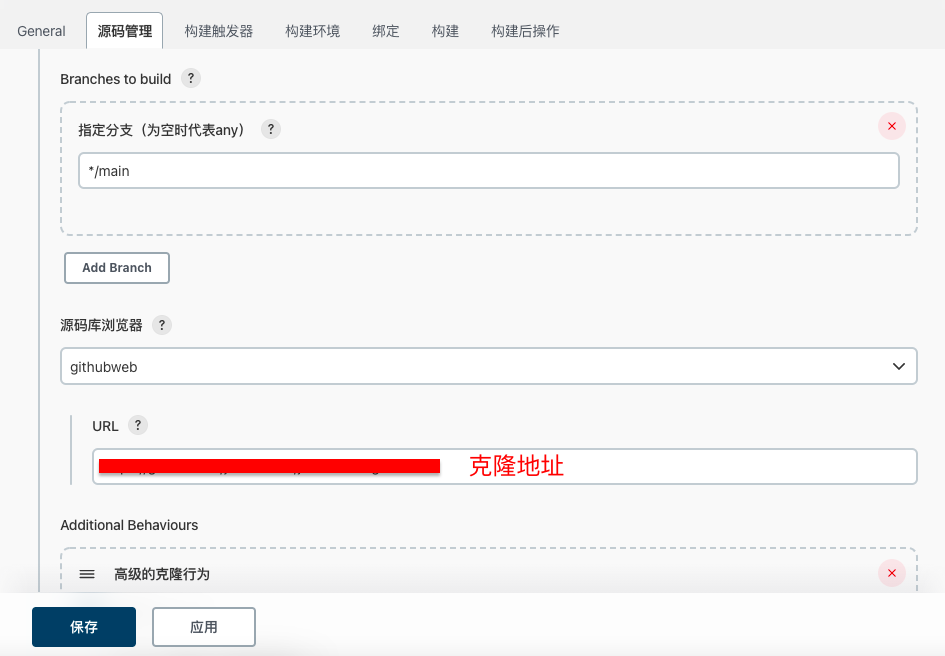 General 源码管理 构建触发器 构建环境 绑定 构建 构建后操作
Branches to build ?
指定分支（为空时代表any） ?
*/main
Add Branch
源码库浏览器 ?
githubweb
URL ?
克隆地址
Additional Behaviours
高级的克隆行为
保存 应用